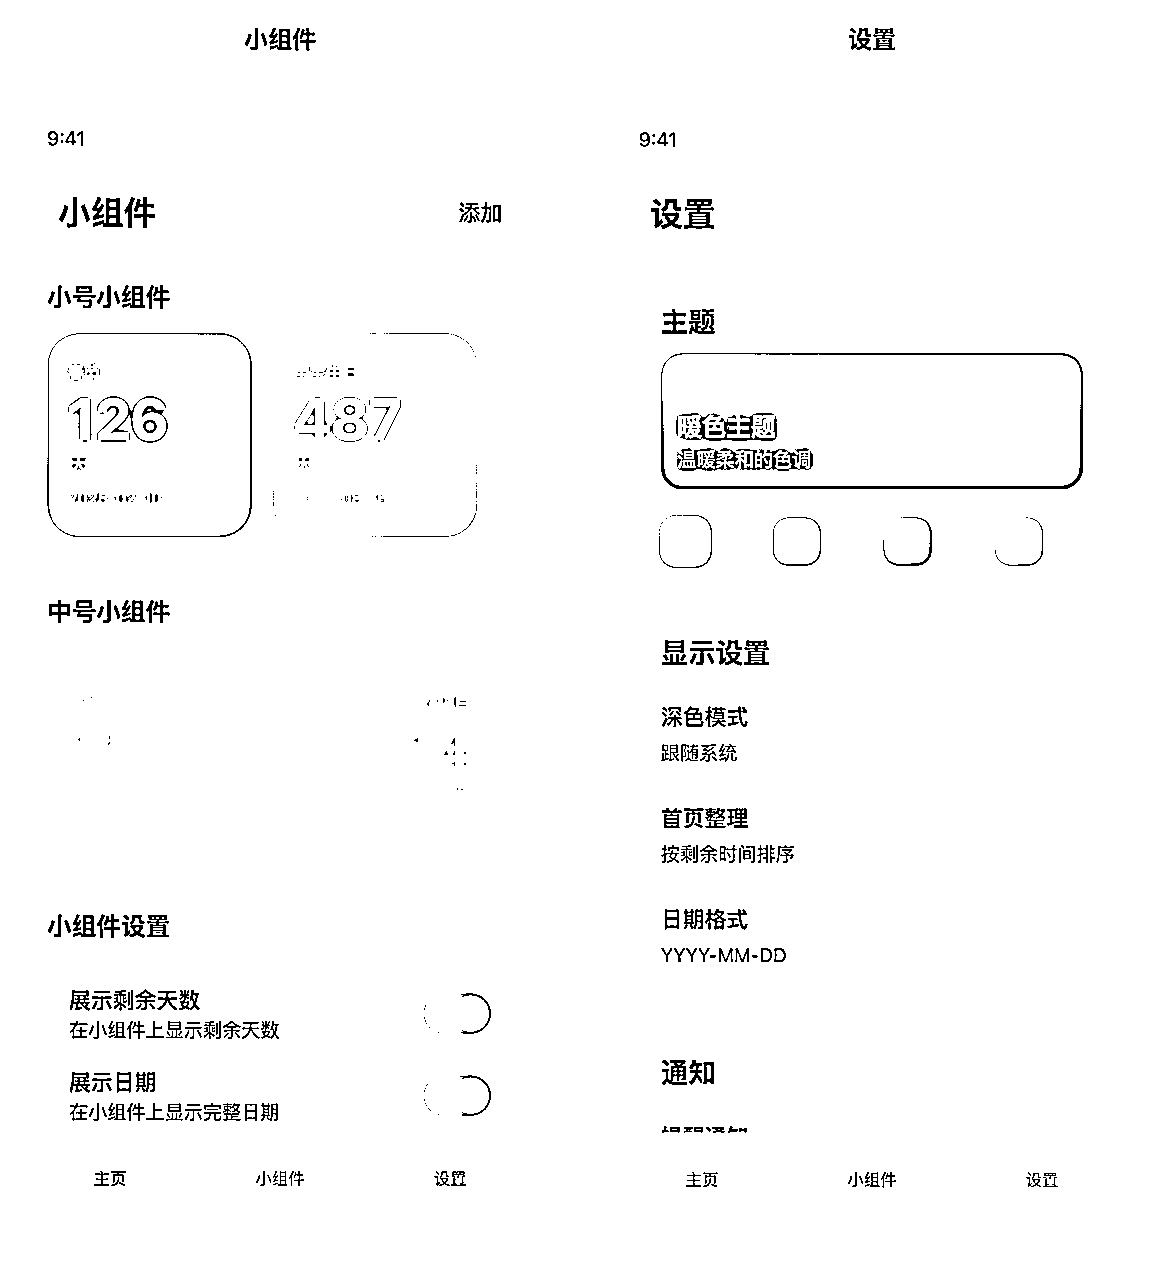 小组件
9:41
小组件
添加
小号小组件
126
天
487
天
中号小组件
小组件设置
展示剩余天数
在小组件上显示剩余天数
展示日期
在小组件上显示完整日期
主页
小组件
设置
设置
9:41
设置
主题
暖色主题
温暖柔和的色调
显示设置
深色模式
跟随系统
首页整理
按剩余时间排序
日期格式
YYYY-MM-DD
通知
主页
小组件
设置